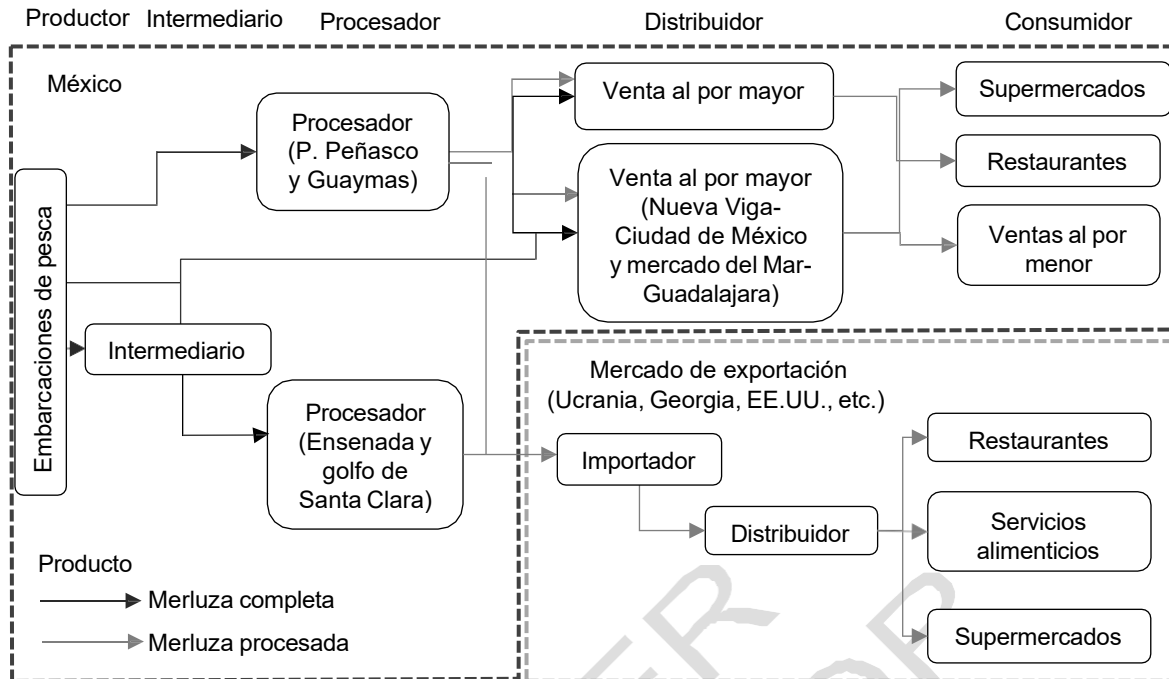 Productor
Intermediario
Procesador
Distribuidor
Consumidor
México
Embarcaciones de pesca
Intermediario
Procesador
(P. Peñasco
y Guaymas)
Procesador
(Ensenada y
golfo de
Santa Clara)
Venta al por mayor
Venta al por mayor
(Nueva Viga-
Ciudad de México
y mercado del Mar-
Guadalajara)
Supermercados
Restaurantes
Ventas al por
menor
Mercado de exportación
(Ucrania, Georgia, EE.UU., etc.)
Importador
Distribuidor
Restaurantes
Servicios
alimenticios
Supermercados
Producto
Merluza completa
Merluza procesada